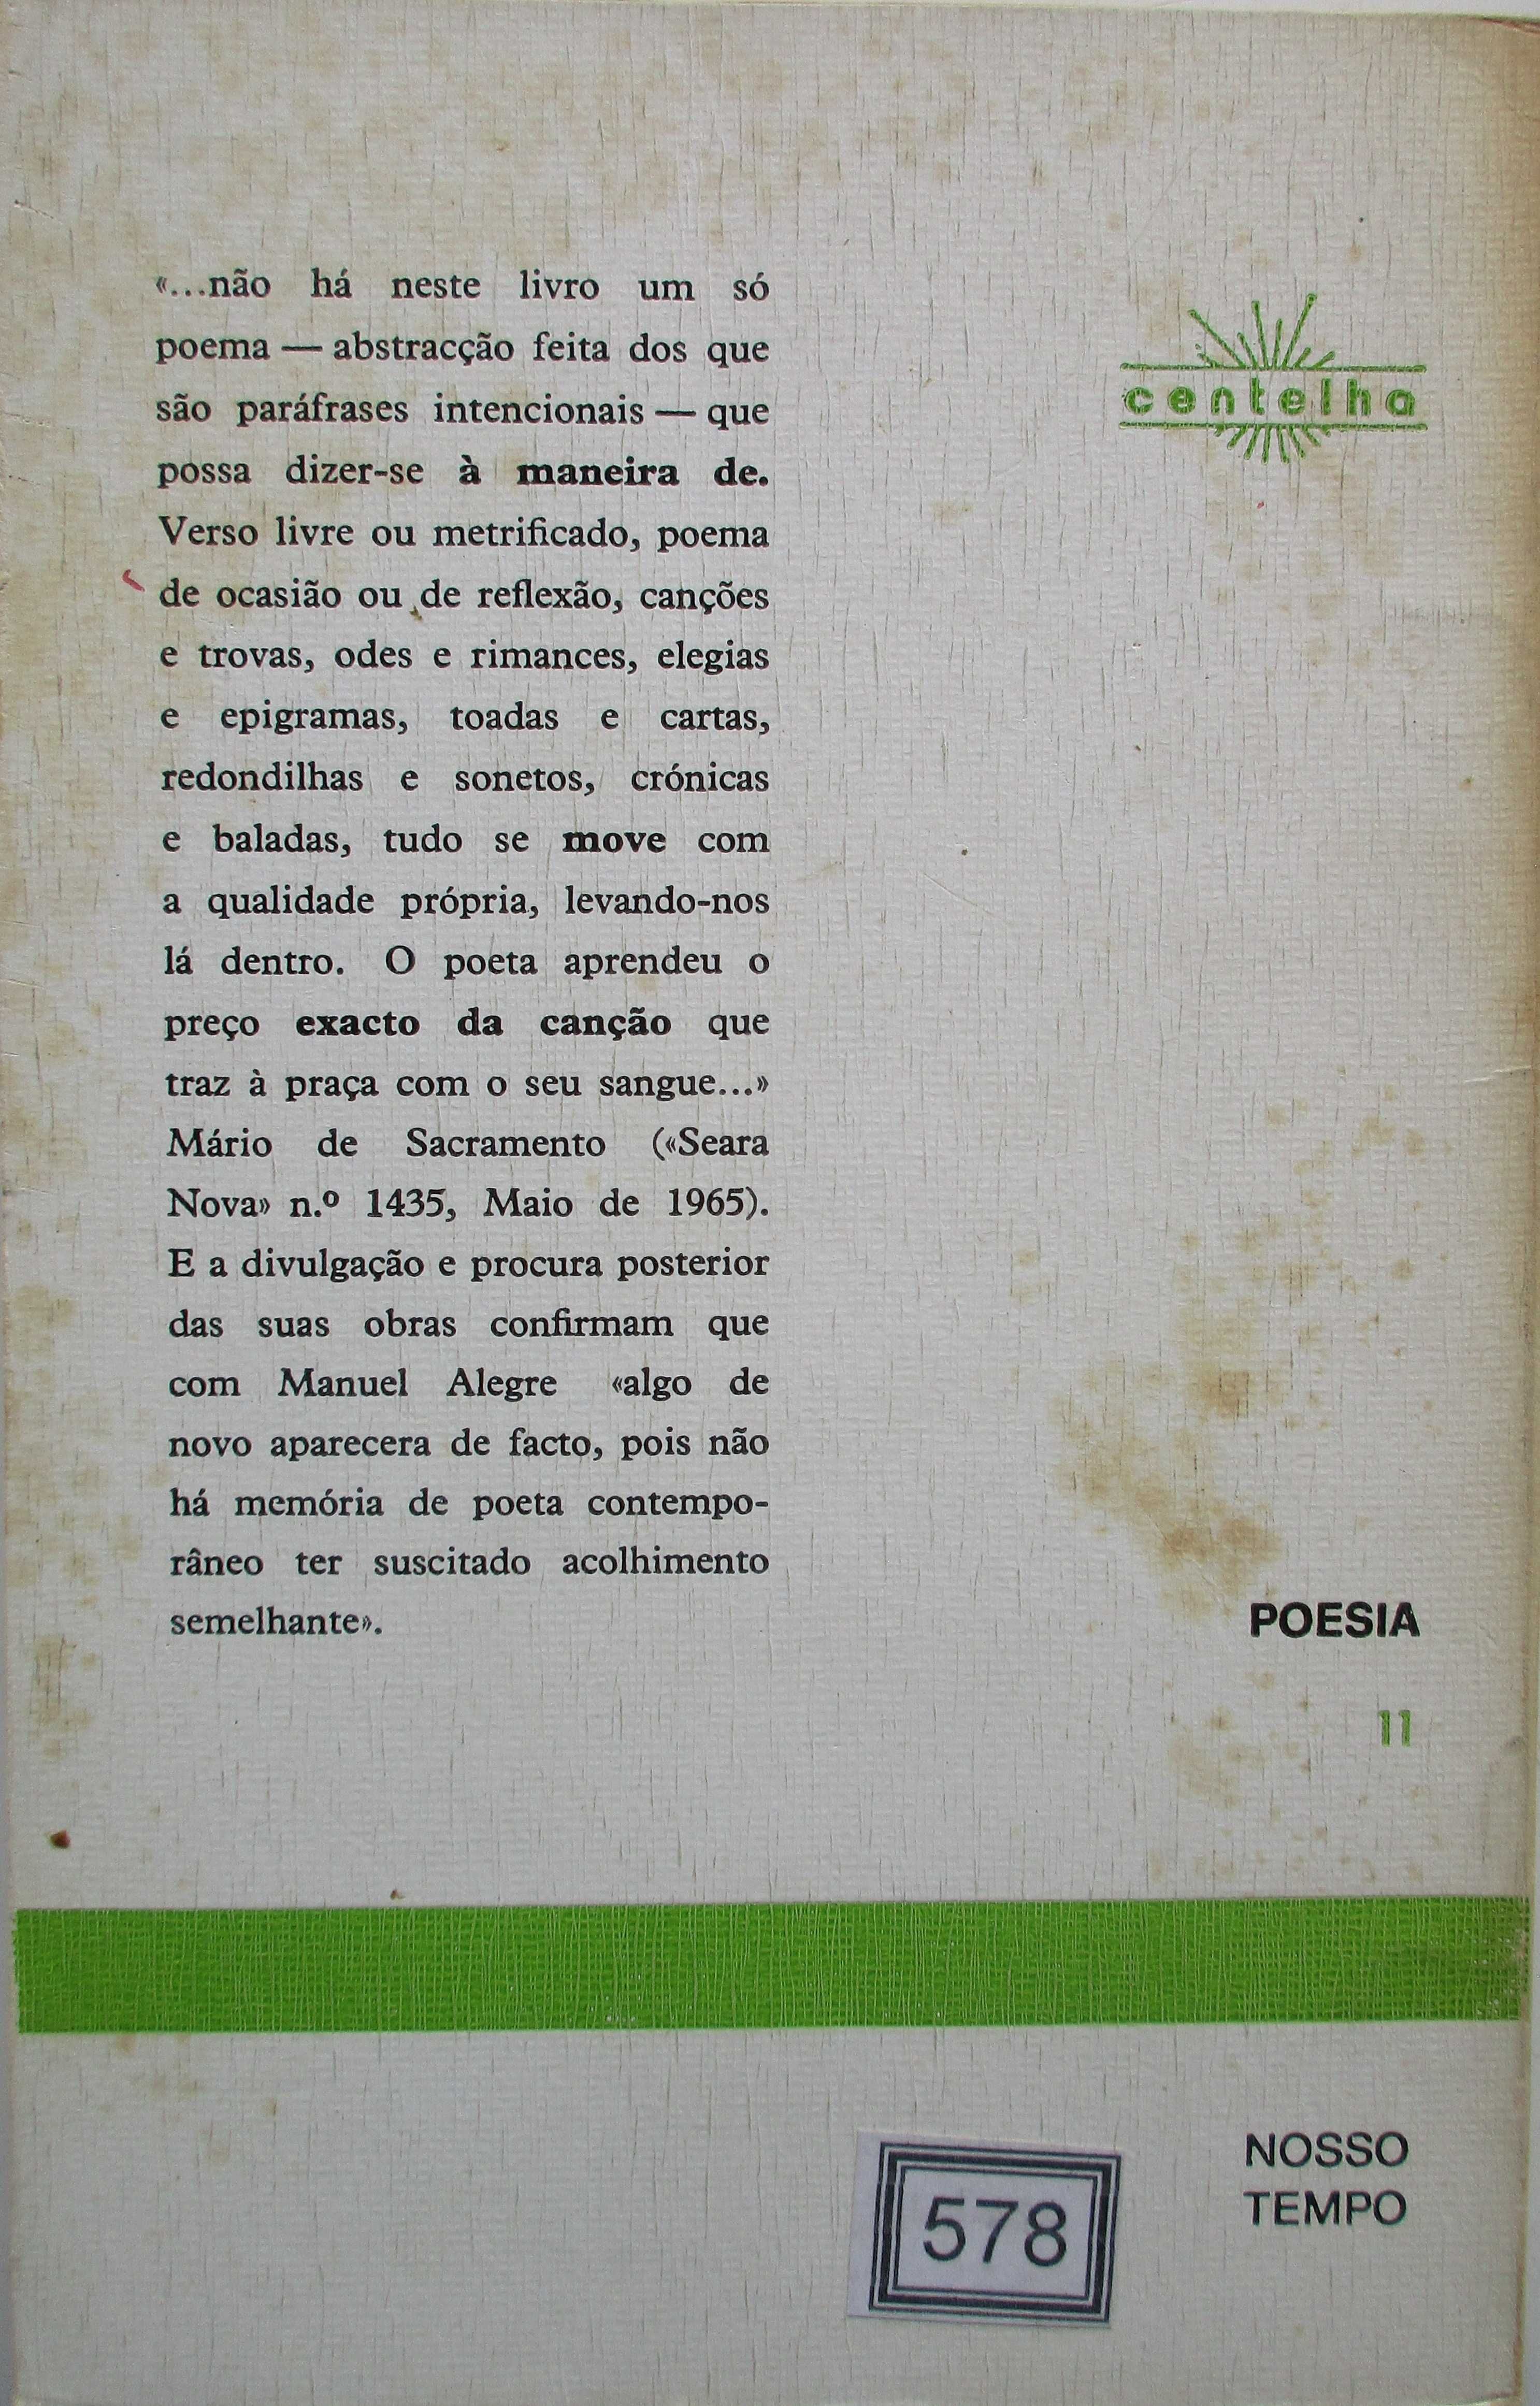 «...não há neste livro um só
poema — abstracção feita dos que
são paráfrases intencionais — que
possa dizer-se à maneira de.
Verso livre ou metrificado, poema
de ocasião ou de reflexão, canções
e trovas, odes e rimances, elegias
e epigramas, toadas e cartas,
redondilhas e sonetos, crónicas
e baladas, tudo se move com
a qualidade própria, levando-nos
lá dentro. O poeta aprendeu o
preço exacto da canção que
traz à praça com o seu sangue...»
Mário de Sacramento («Seara
Nova» n.º 1435, Maio de 1965).
E a divulgação e procura posterior
das suas obras confirmam que
com Manuel Alegre «algo de
novo aparecera de facto, pois não
há memória de poeta contempo-
râneo ter suscitado acolhimento
semelhante».
centelha
POESIA
11
NOSSO
TEMPO
578